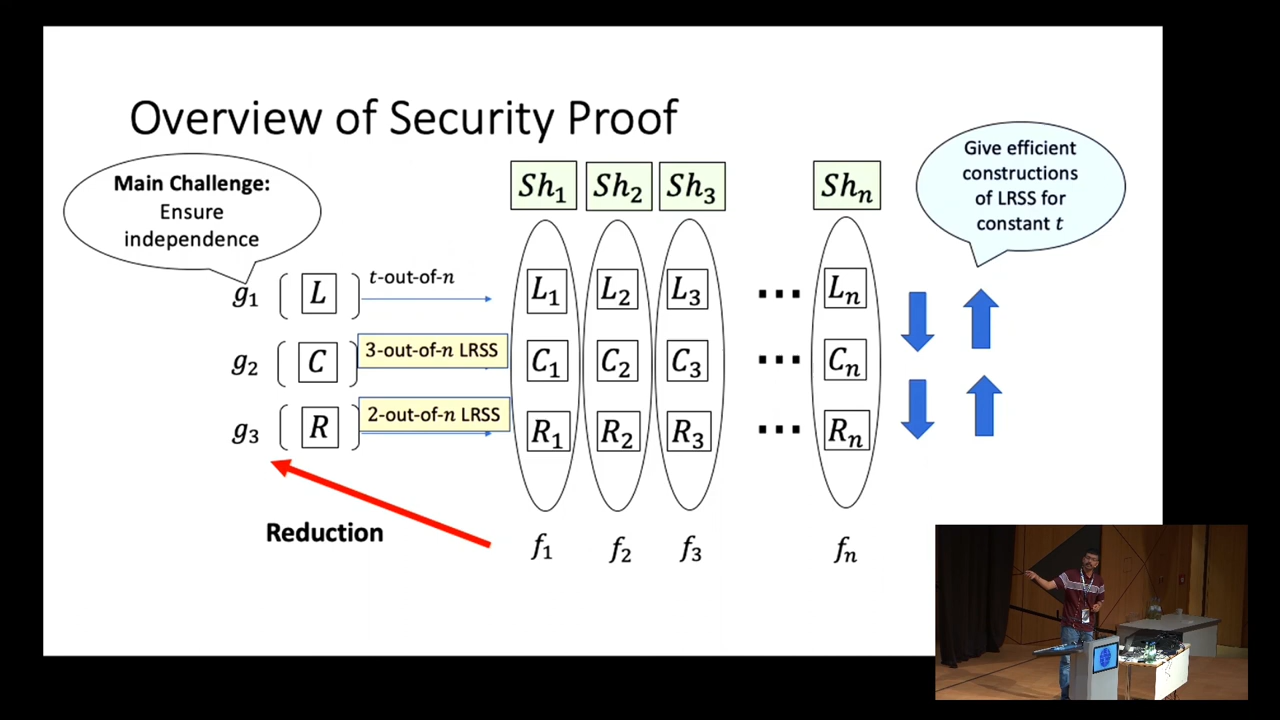 Overview of Security Proof
Main Challenge:
Ensure
independence
Sh₁ Sh₂ Sh₃ Shₙ
Give efficient
constructions
of LRSS for
constant t
g₁ ( L ) t-out-of-n L₁ L₂ L₃ ⋯ Lₙ
g₂ ( C ) 3-out-of-n LRSS C₁ C₂ C₃ ⋯ Cₙ
g₃ ( R ) 2-out-of-n LRSS R₁ R₂ R₃ ⋯ Rₙ
Reduction
f₁ f₂ f₃ fₙ